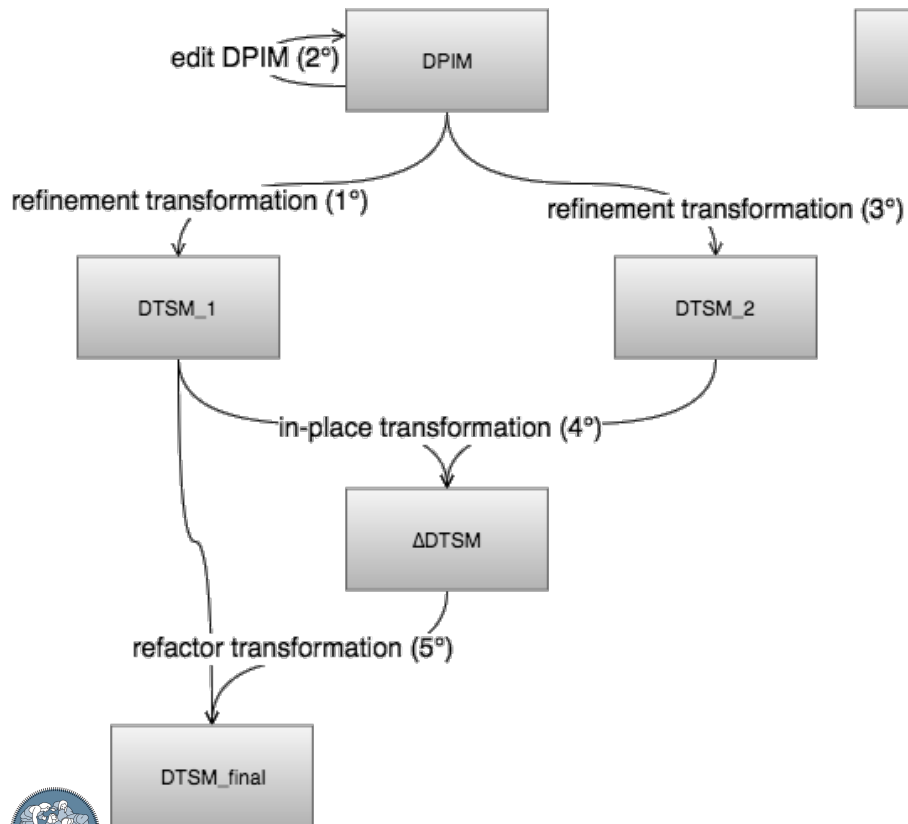 edit DPIM (2°)
DPIM
refinement transformation (1°)
refinement transformation (3°)
DTSM_1
DTSM_2
in-place transformation (4°)
ΔDTSM
refactor transformation (5°)
DTSM_final